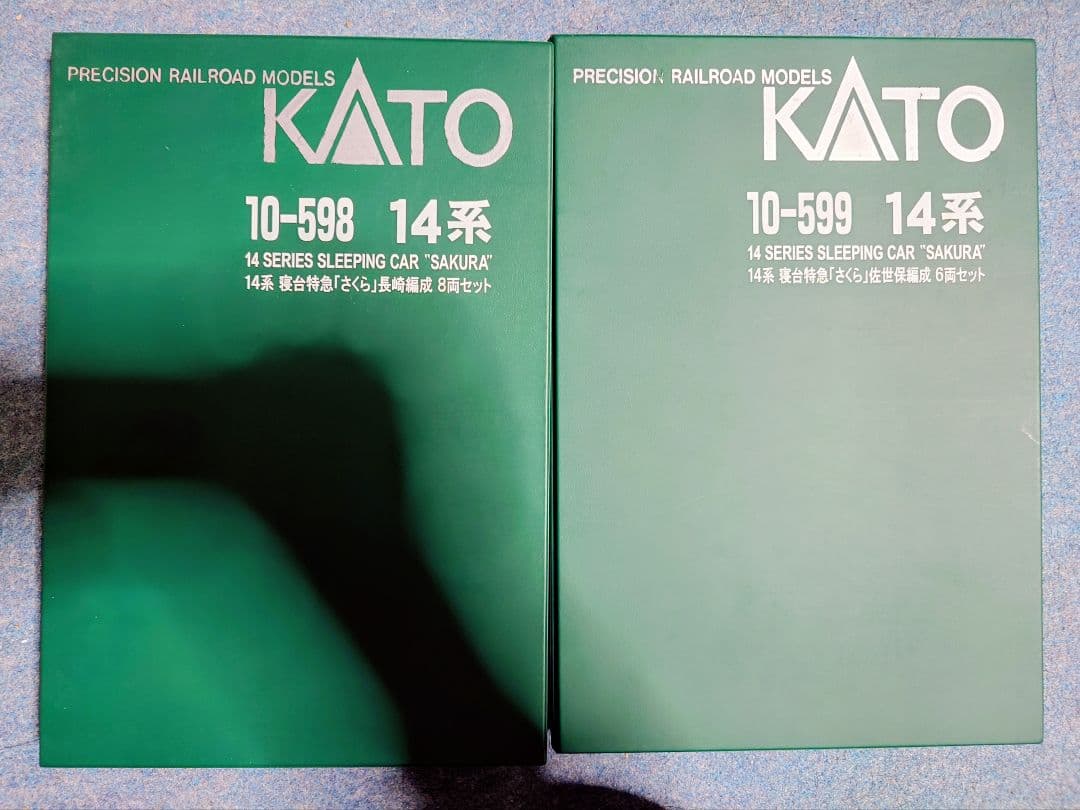 PRECISION RAILROAD MODELS
KATO
10-598 14系
14 SERIES SLEEPING CAR "SAKURA"
14系 寝台特急「さくら」長崎編成 8両セット
PRECISION RAILROAD MODELS
KATO
10-599 14系
14 SERIES SLEEPING CAR "SAKURA"
14系 寝台特急「さくら」佐世保編成 6両セット